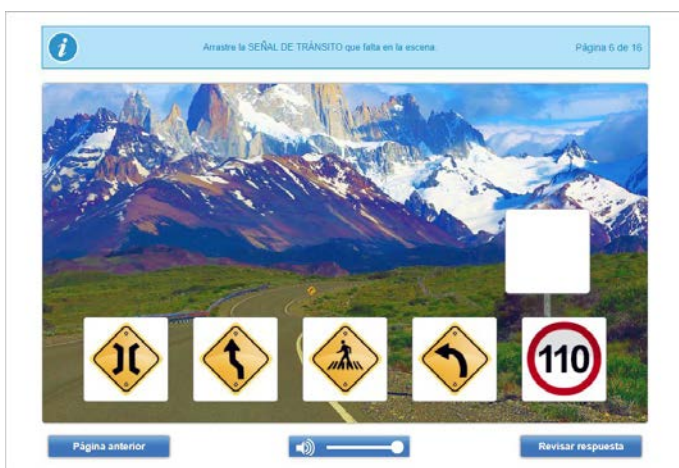 Arrastre la SEÑAL DE TRÁNSITO que falta en la escena.
Página 6 de 16
110
Página anterior
Revisar respuesta